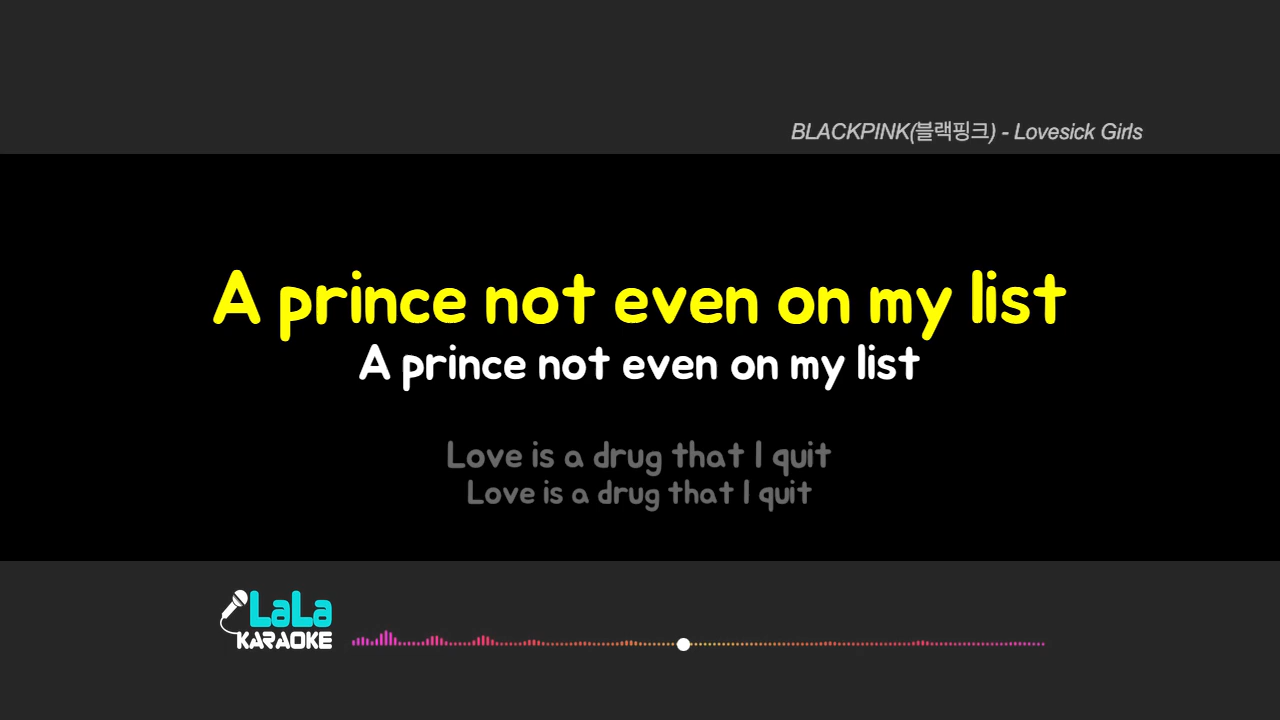 BLACKPINK(블랙핑크) - Lovesick Girls
A prince not even on my list
A prince not even on my list
Love is a drug that I quit
Love is a drug that I quit
LaLa
KARAOKE